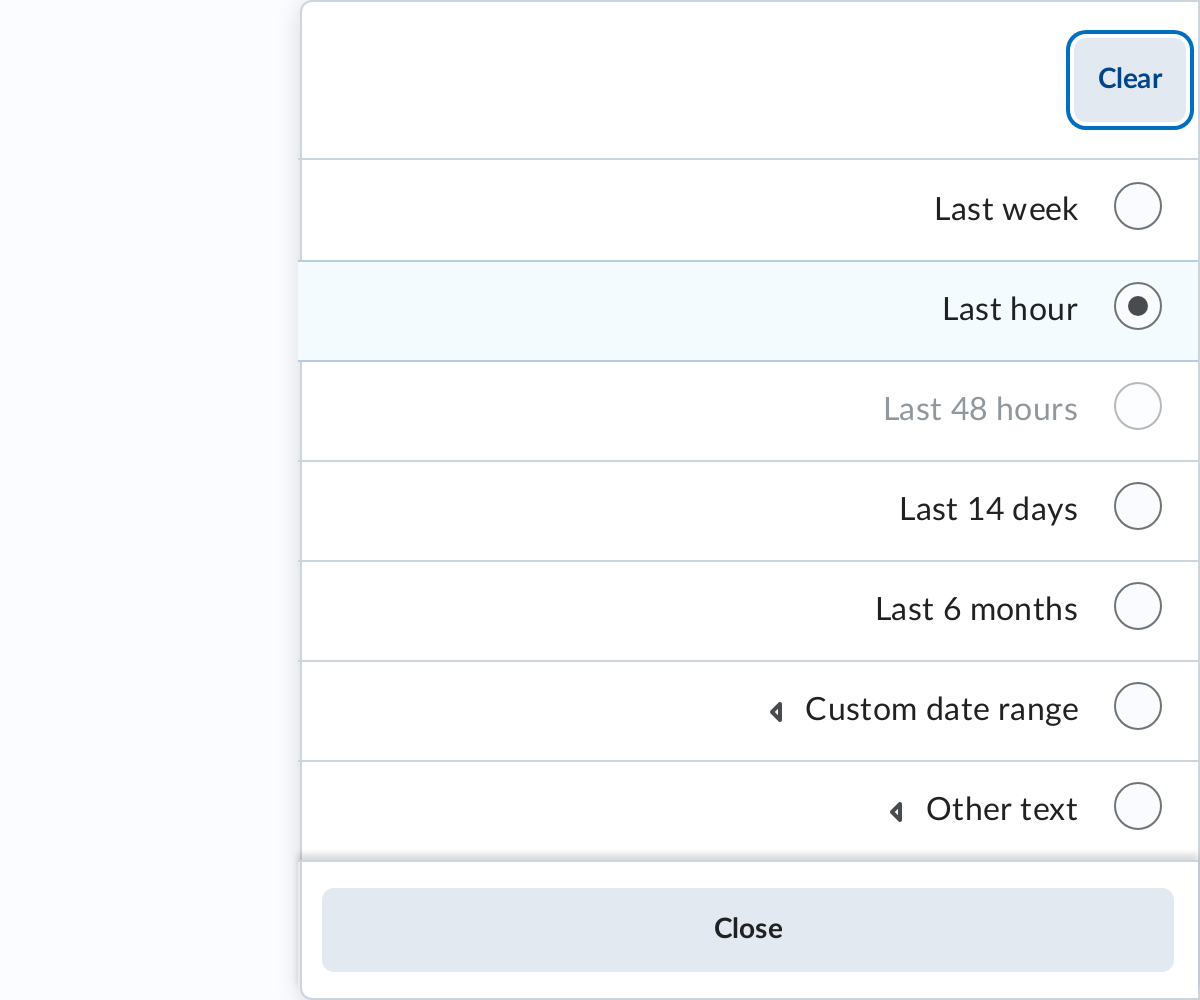 Clear
Last week
Last hour
Last 48 hours
Last 14 days
Last 6 months
Custom date range
Other text
Close